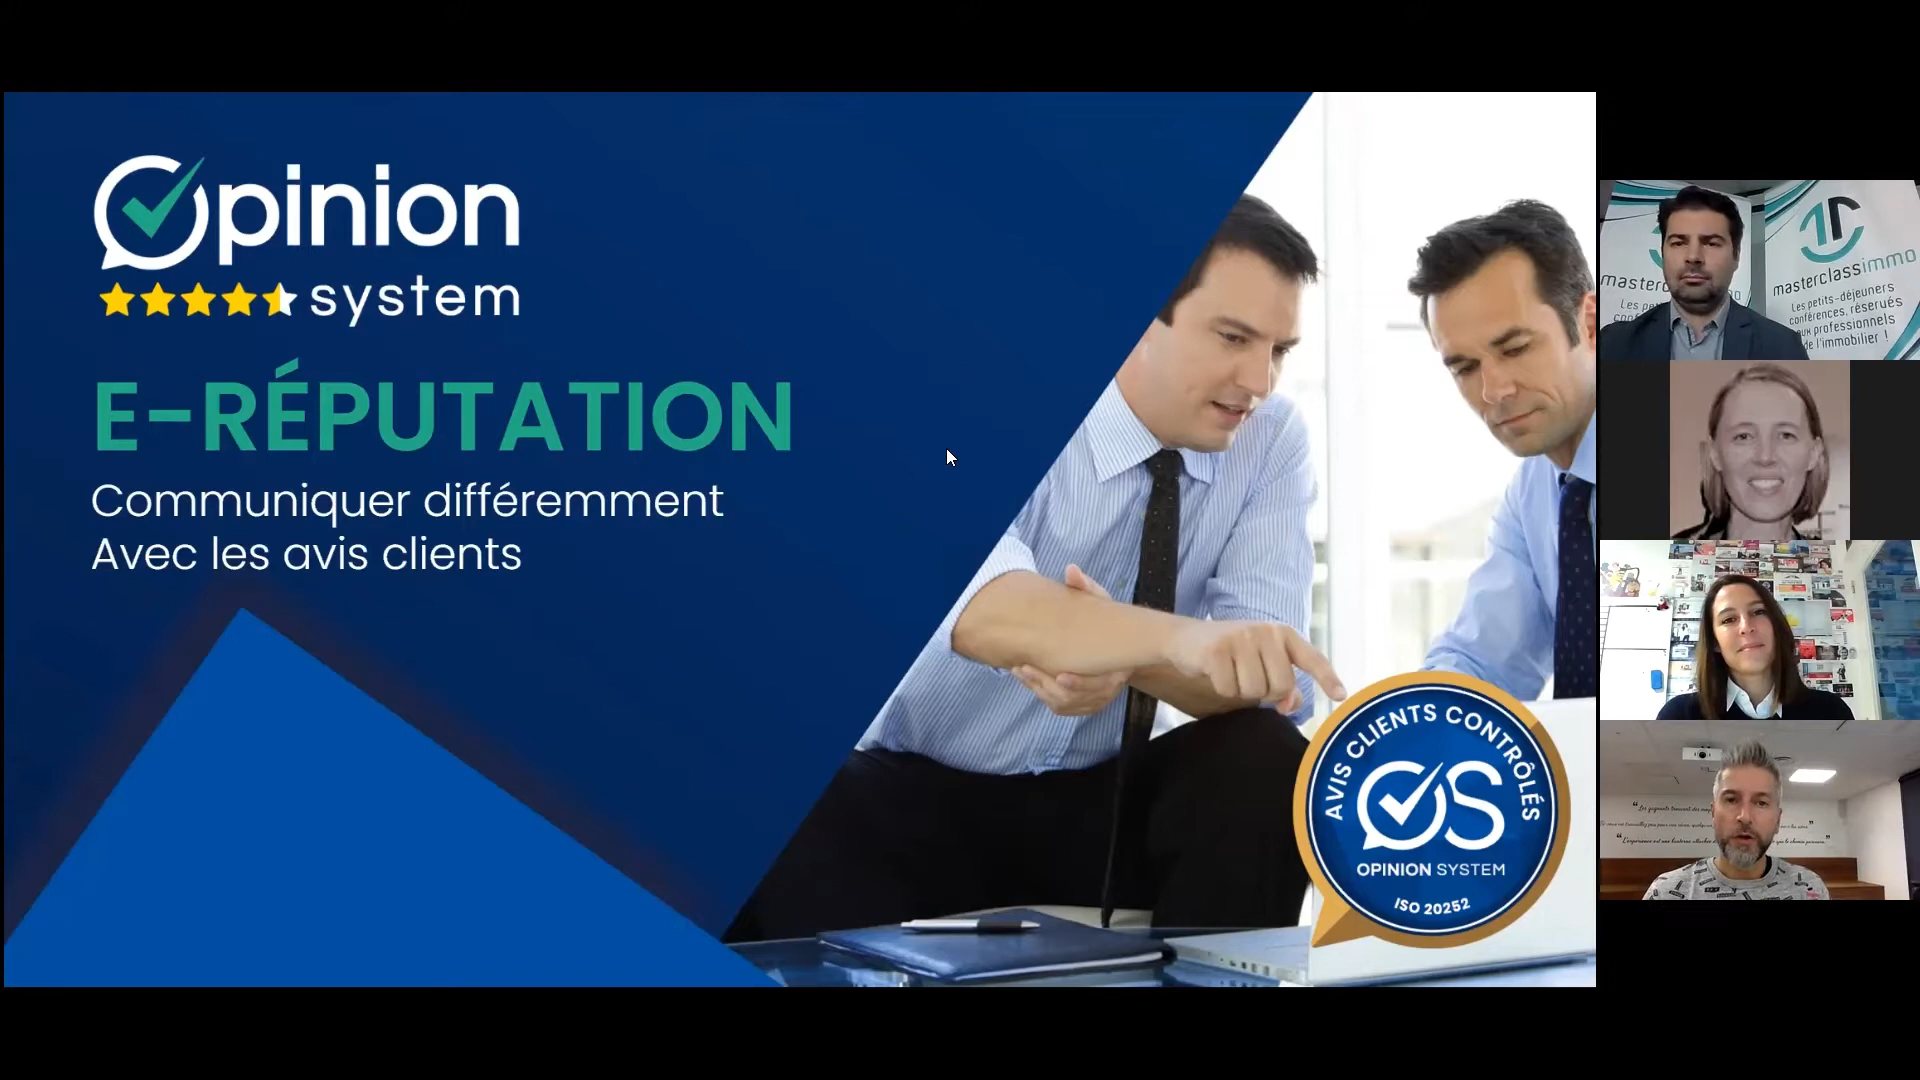 Opinion
system
E-RÉPUTATION
Communiquer différemment
Avec les avis clients
AVIS CLIENTS CONTRÔLÉS
OS
OPINION SYSTEM
ISO 20252
masterclassimmo
Les petits-déjeuners
conférences, réservés
aux professionnels
de l'immobilier !